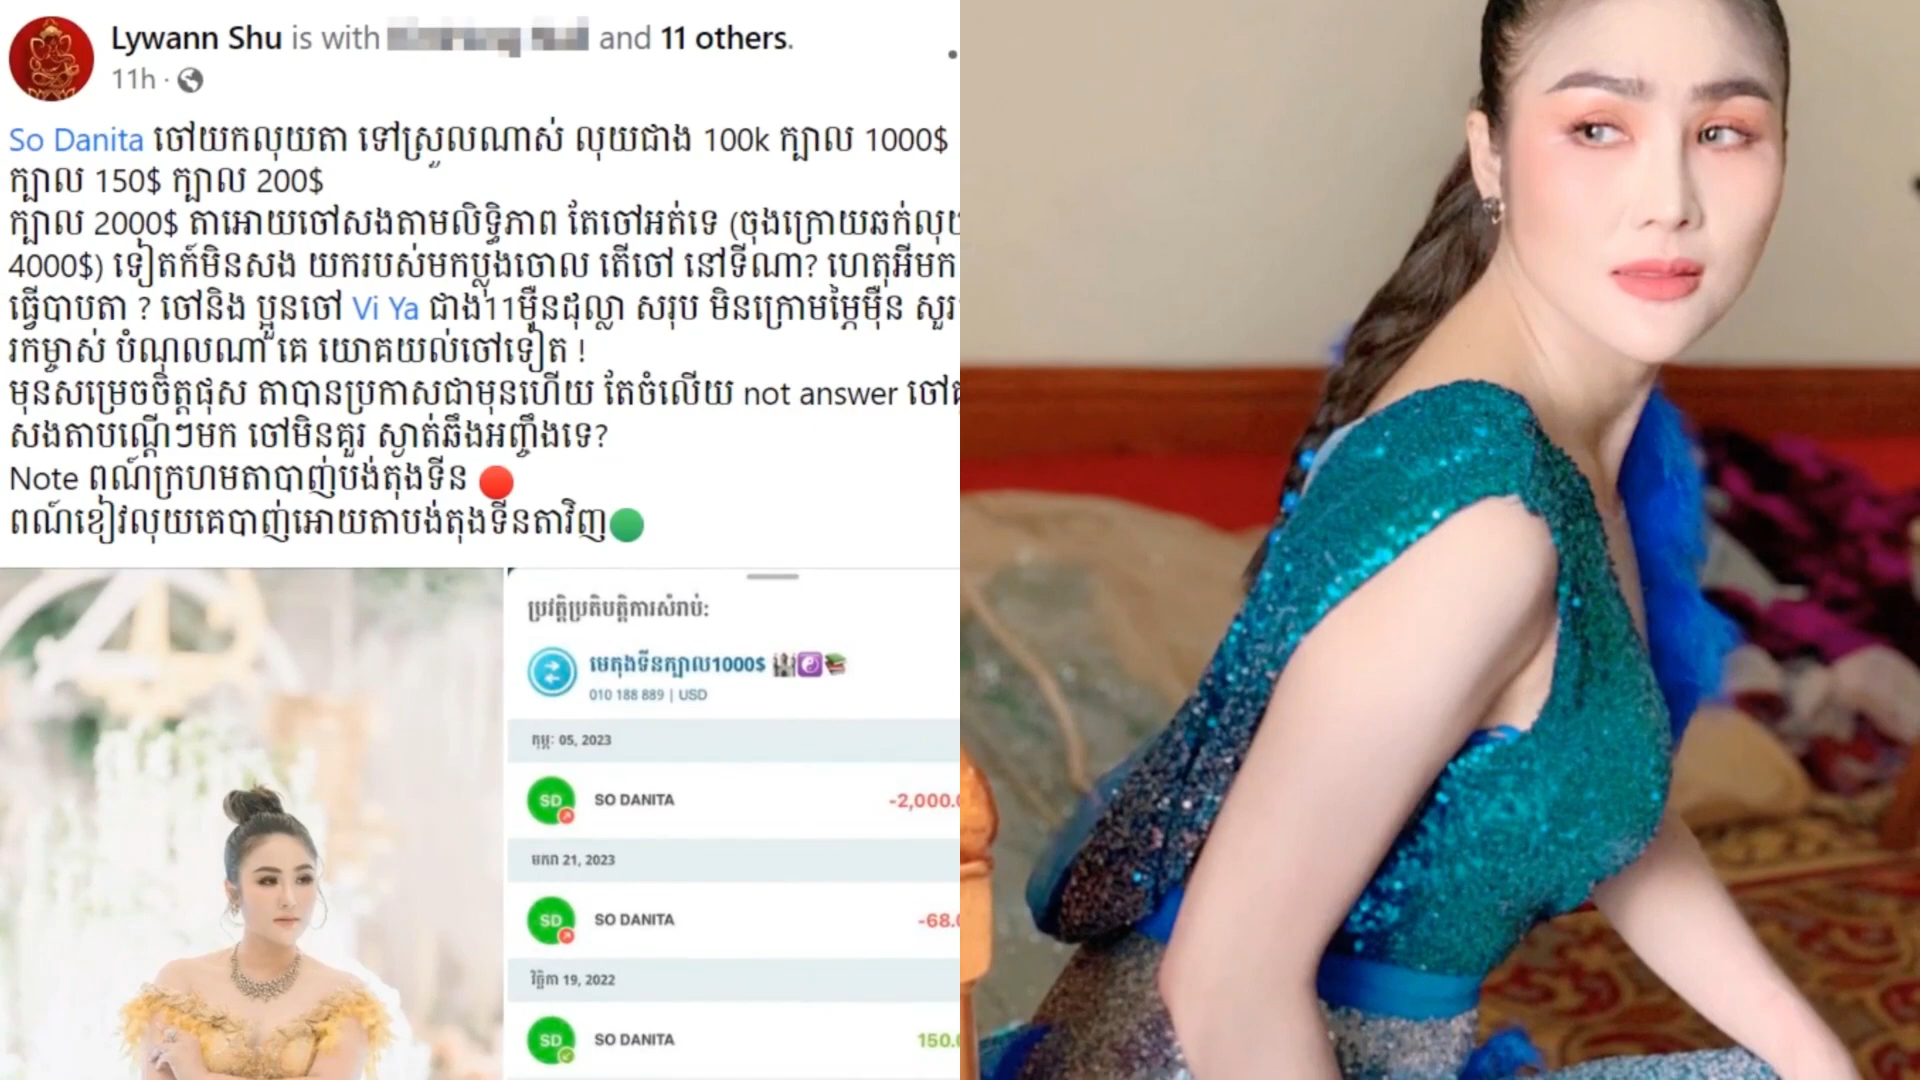 Lywann Shu is with and 11 others.
11h
So Danita ចៅយកលុយតា ទៅស្រួលណាស់ លុយជាង 100k ក្បាល 1000$
ក្បាល 150$ ក្បាល 200$
ក្បាល 2000$ តាអោយចៅសងតាមលិទ្ធិភាព តែចៅអត់ទេ (ចុងក្រោយឆក់លុយ
4000$) ទៀតក៍មិនសង យករបស់មកប្លុងចោល តើចៅ នៅទីណា? ហេតុអីមក
ធ្វើបាបតា ? ចៅនិង ប្អូនចៅ Vi Ya ជាង11ម៉ឺនដុល្លា សរុប មិនក្រោមម្ភៃម៉ឺន សួរ
រកម្ចាស់ បំណុលណា គេ យោគយល់ចៅទៀត !
មុនសម្រេចចិត្តផុស តាបានប្រកាសជាមុនហើយ តែចំលើយ not answer ចៅ
សងតាបណ្ដើៗមក ចៅមិនគួរ ស្ងាត់ឆឹងអញ្ចឹងទេ?
Note ពណ៍ក្រហមតាបាញ់បង់តុងទីន
ពណ៍ខៀវលុយគេបាញ់អោយតាបង់តុងទីនតាវិញ
ប្រវត្តិប្រតិបត្តិការសំរាប់:
មេតុងទីនក្បាល1000$
010 188 889 | USD
កុម្ភៈ 05, 2023
SD SO DANITA -2,000.0
មករា 21, 2023
SD SO DANITA -68.0
វិច្ឆិកា 19, 2022
SD SO DANITA 150.0